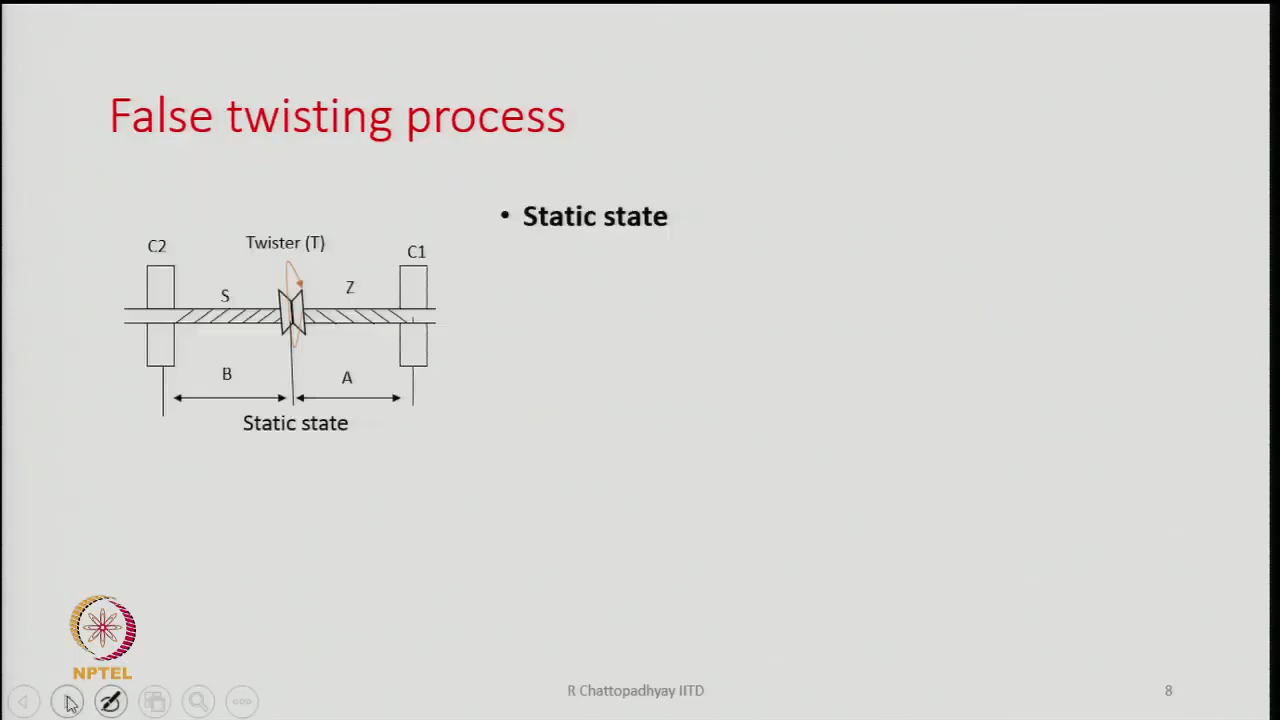 False twisting process
• Static state
C2
Twister (T)
C1
S
Z
B
A
Static state
NPTEL
R Chattopadhyay IITD
8